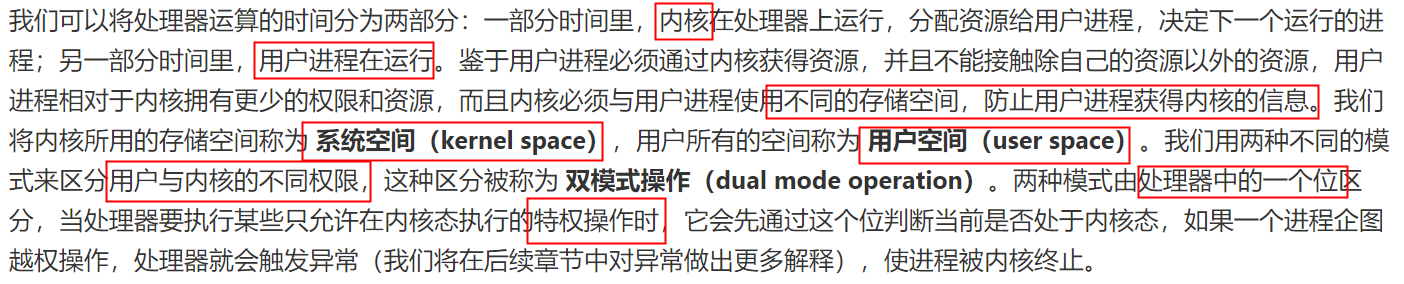 我们可以将处理器运算的时间分为两部分：一部分时间里，内核在处理器上运行，分配资源给用户进程，决定下一个运行的进
程；另一部分时间里，用户进程在运行。鉴于用户进程必须通过内核获得资源，并且不能接触除自己的资源以外的资源，用户
进程相对于内核拥有更少的权限和资源，而且内核必须与用户进程使用不同的存储空间，防止用户进程获得内核的信息。我们
将内核所用的存储空间称为 系统空间（kernel space） ，用户所有的空间称为 用户空间（user space） 。我们用两种不同的模
式来区分用户与内核的不同权限，这种区分被称为 双模式操作（dual mode operation） 。两种模式由处理器中的一个位区
分，当处理器要执行某些只允许在内核态执行的特权操作时，它会先通过这个位判断当前是否处于内核态，如果一个进程企图
越权操作，处理器就会触发异常（我们将在后续章节中对异常做出更多解释），使进程被内核终止。